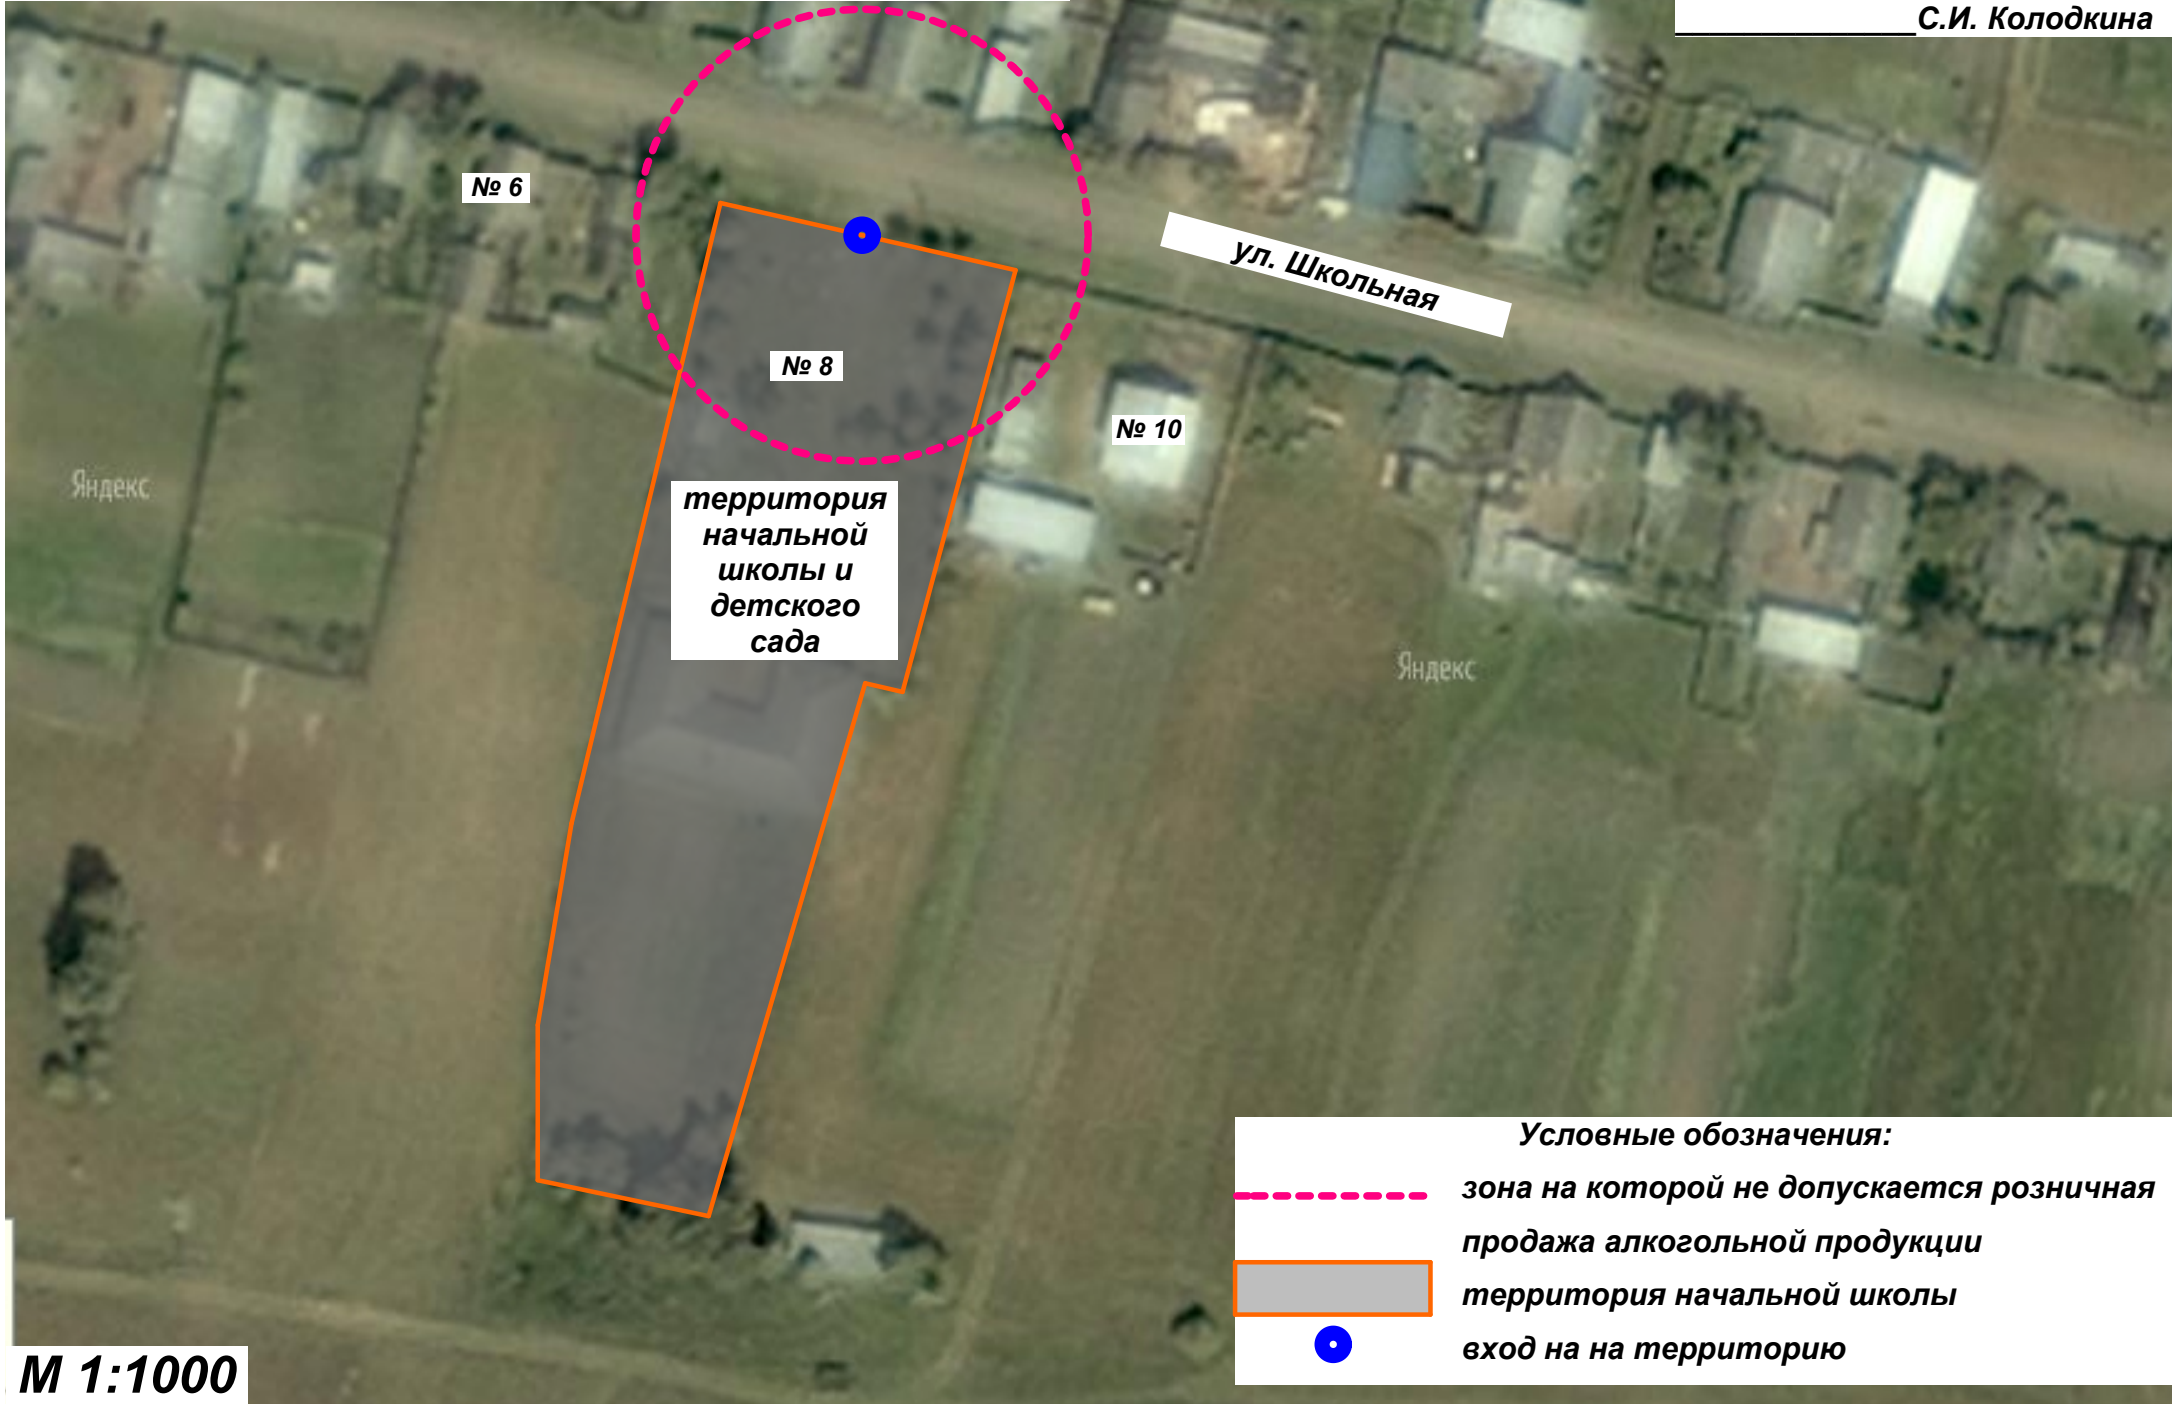 С.И. Колодкина
№ 6
ул. Школьная
№ 8
№ 10
Яндекс
территория
начальной
школы и
детского
сада
Яндекс
Условные обозначения:
зона на которой не допускается розничная
продажа алкогольной продукции
территория начальной школы
вход на на территорию
М 1:1000